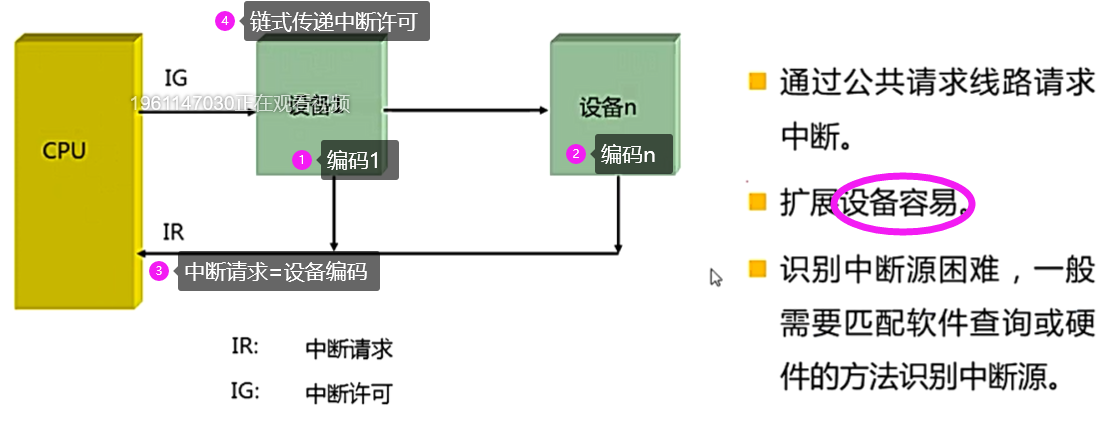 4 链式传递中断许可
IG
1961147030正在观看视频
设备1
设备n
CPU
1 编码1
2 编码n
IR
3 中断请求=设备编码
IR: 中断请求
IG: 中断许可
通过公共请求线路请求
中断。
扩展设备容易。
识别中断源困难，一般
需要匹配软件查询或硬
件的方法识别中断源。